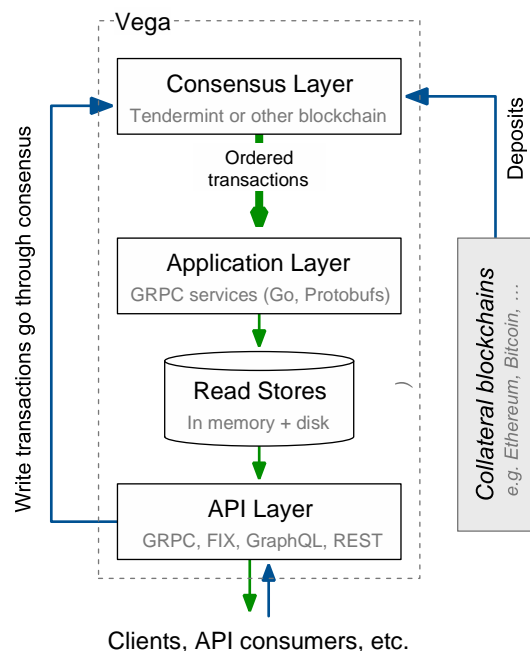 Vega
Consensus Layer
Tendermint or other blockchain
Ordered
transactions
Application Layer
GRPC services (Go, Protobufs)
Read Stores
In memory + disk
API Layer
GRPC, FIX, GraphQL, REST
Clients, API consumers, etc.
Write transactions go through consensus
Deposits
Collateral blockchains
e.g. Ethereum, Bitcoin, …